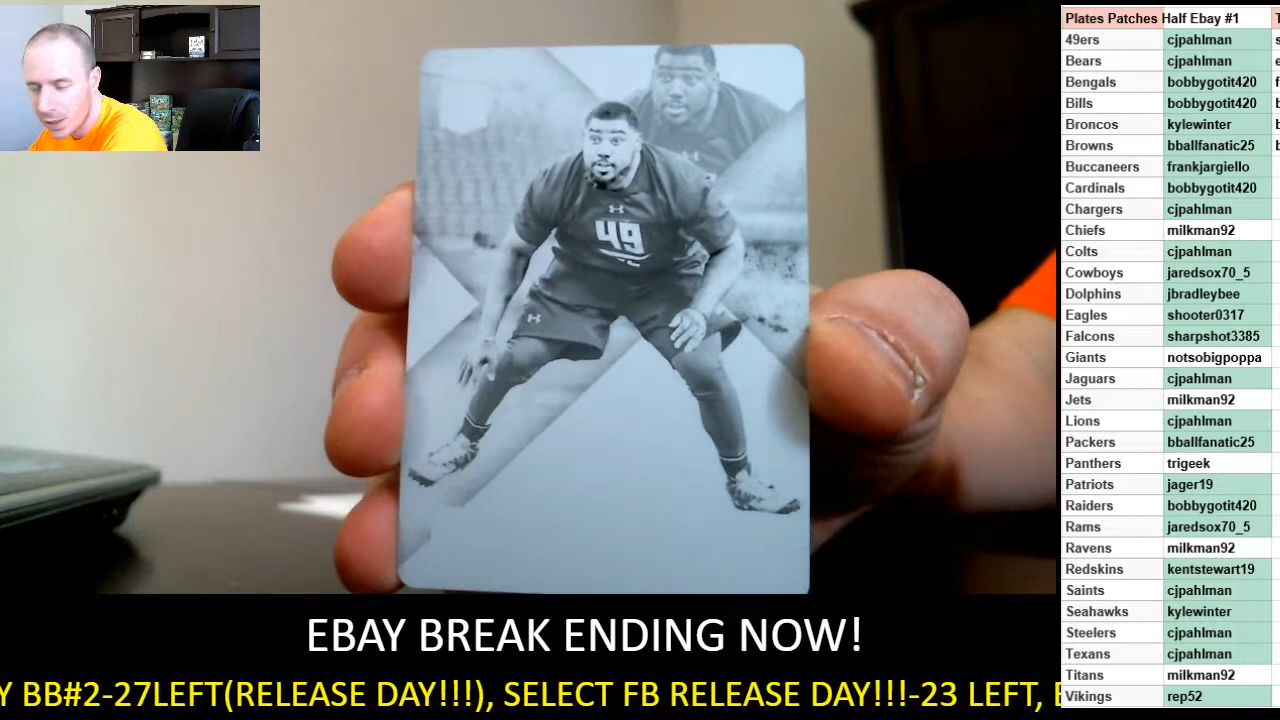 49
EBAY BREAK ENDING NOW!
Y BB#2-27LEFT(RELEASE DAY!!!), SELECT FB RELEASE DAY!!!-23 LEFT, E
Plates Patches Half Ebay #1 T
49ers cjpahlman s
Bears cjpahlman e
Bengals bobbygotit420 f
Bills bobbygotit420 b
Broncos kylewinter b
Browns bballfanatic25 b
Buccaneers frankjargiello
Cardinals bobbygotit420
Chargers cjpahlman
Chiefs milkman92
Colts cjpahlman
Cowboys jaredsox70_5
Dolphins jbradleybee
Eagles shooter0317
Falcons sharpshot3385
Giants notsobigpoppa
Jaguars cjpahlman
Jets milkman92
Lions cjpahlman
Packers bballfanatic25
Panthers trigeek
Patriots jager19
Raiders bobbygotit420
Rams jaredsox70_5
Ravens milkman92
Redskins kentstewart19
Saints cjpahlman
Seahawks kylewinter
Steelers cjpahlman
Texans cjpahlman
Titans milkman92
Vikings rep52